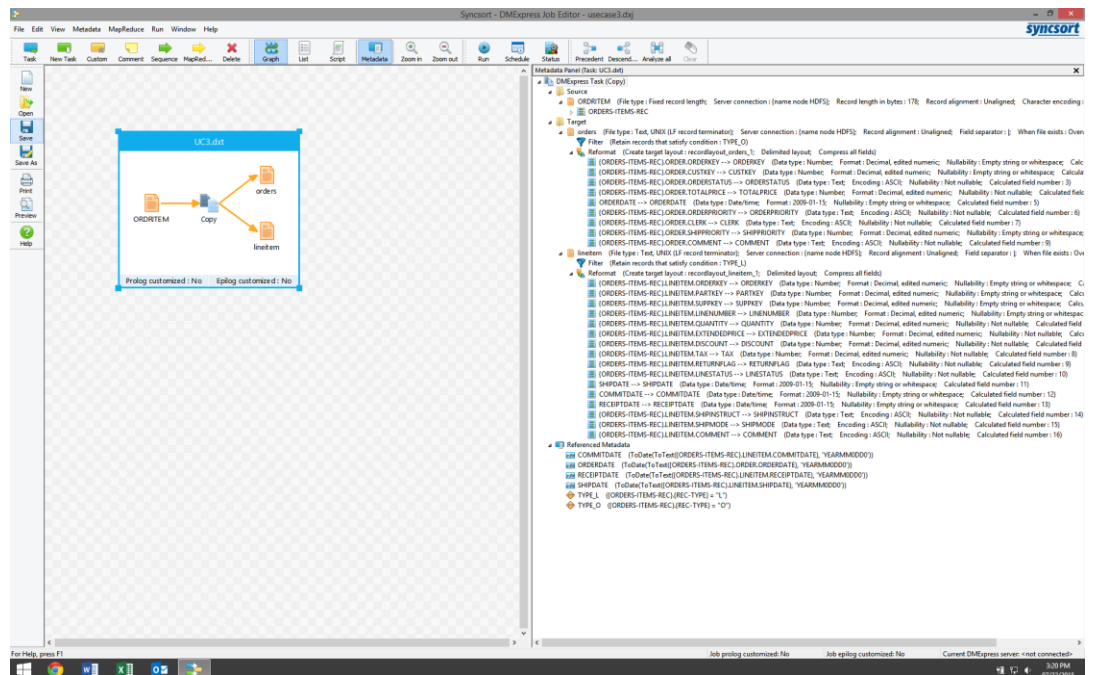 Syncsort - DMExpress Job Editor - usecase3.dxj
File Edit View Metadata MapReduce Run Window Help
syncsort
Task New Task Custom Comment Sequence MapRed... Delete Graph List Script Metadata Zoom in Zoom out Run Schedule Status Precedent Descend... Analyze all Clear
New
Open
Save
Save As
Print
Preview
Help
UC3.dxt
ORDRITEM
Copy
orders
lineitem
Prolog customized : No Epilog customized : No
Metadata Panel (Task: UC3.dxt)
DMExpress Task (Copy)
Source
ORDRITEM (File type : Fixed record length; Server connection : {name node HDFS}; Record length in bytes : 178; Record alignment : Unaligned; Character encoding :
ORDERS-ITEMS-REC
Target
orders (File type : Text, UNIX (LF record terminator); Server connection : {name node HDFS}; Record alignment : Unaligned; Field separator : |; When file exists : Over
Filter (Retain records that satisfy condition : TYPE_O)
Reformat (Create target layout : recordlayout_orders_1; Delimited layout; Compress all fields)
{ORDERS-ITEMS-REC}.ORDER.ORDERKEY --> ORDERKEY (Data type : Number; Format : Decimal, edited numeric; Nullability : Empty string or whitespace; Calc
{ORDERS-ITEMS-REC}.ORDER.CUSTKEY --> CUSTKEY (Data type : Number; Format : Decimal, edited numeric; Nullability : Empty string or whitespace; Calcula
{ORDERS-ITEMS-REC}.ORDER.ORDERSTATUS --> ORDERSTATUS (Data type : Text; Encoding : ASCII; Nullability : Not nullable; Calculated field number : 3)
{ORDERS-ITEMS-REC}.ORDER.TOTALPRICE --> TOTALPRICE (Data type : Number; Format : Decimal, edited numeric; Nullability : Not nullable; Calculated fielc
ORDERDATE --> ORDERDATE (Data type : Date/time; Format : 2009-01-15; Nullability : Empty string or whitespace; Calculated field number : 5)
{ORDERS-ITEMS-REC}.ORDER.ORDERPRIORITY --> ORDERPRIORITY (Data type : Text; Encoding : ASCII; Nullability : Not nullable; Calculated field number : 6)
{ORDERS-ITEMS-REC}.ORDER.CLERK --> CLERK (Data type : Text; Encoding : ASCII; Nullability : Not nullable; Calculated field number : 7)
{ORDERS-ITEMS-REC}.ORDER.SHIPPRIORITY --> SHIPPRIORITY (Data type : Number; Format : Decimal, edited numeric; Nullability : Empty string or whitespace;
{ORDERS-ITEMS-REC}.ORDER.COMMENT --> COMMENT (Data type : Text; Encoding : ASCII; Nullability : Not nullable; Calculated field number : 9)
lineitem (File type : Text, UNIX (LF record terminator); Server connection : {name node HDFS}; Record alignment : Unaligned; Field separator : |; When file exists : Ove
Filter (Retain records that satisfy condition : TYPE_L)
Reformat (Create target layout : recordlayout_lineitem_1; Delimited layout; Compress all fields)
{ORDERS-ITEMS-REC}.LINEITEM.ORDERKEY --> ORDERKEY (Data type : Number; Format : Decimal, edited numeric; Nullability : Empty string or whitespace; C
{ORDERS-ITEMS-REC}.LINEITEM.PARTKEY --> PARTKEY (Data type : Number; Format : Decimal, edited numeric; Nullability : Empty string or whitespace; Calc
{ORDERS-ITEMS-REC}.LINEITEM.SUPPKEY --> SUPPKEY (Data type : Number; Format : Decimal, edited numeric; Nullability : Empty string or whitespace; Calc
{ORDERS-ITEMS-REC}.LINEITEM.LINENUMBER --> LINENUMBER (Data type : Number; Format : Decimal, edited numeric; Nullability : Empty string or whitespac
{ORDERS-ITEMS-REC}.LINEITEM.QUANTITY --> QUANTITY (Data type : Number; Format : Decimal, edited numeric; Nullability : Not nullable; Calculated field
{ORDERS-ITEMS-REC}.LINEITEM.EXTENDEDPRICE --> EXTENDEDPRICE (Data type : Number; Format : Decimal, edited numeric; Nullability : Not nullable; Calc
{ORDERS-ITEMS-REC}.LINEITEM.DISCOUNT --> DISCOUNT (Data type : Number; Format : Decimal, edited numeric; Nullability : Not nullable; Calculated field
{ORDERS-ITEMS-REC}.LINEITEM.TAX --> TAX (Data type : Number; Format : Decimal, edited numeric; Nullability : Not nullable; Calculated field number : 8)
{ORDERS-ITEMS-REC}.LINEITEM.RETURNFLAG --> RETURNFLAG (Data type : Text; Encoding : ASCII; Nullability : Not nullable; Calculated field number : 9)
{ORDERS-ITEMS-REC}.LINEITEM.LINESTATUS --> LINESTATUS (Data type : Text; Encoding : ASCII; Nullability : Not nullable; Calculated field number : 10)
SHIPDATE --> SHIPDATE (Data type : Date/time; Format : 2009-01-15; Nullability : Empty string or whitespace; Calculated field number : 11)
COMMITDATE --> COMMITDATE (Data type : Date/time; Format : 2009-01-15; Nullability : Empty string or whitespace; Calculated field number : 12)
RECEIPTDATE --> RECEIPTDATE (Data type : Date/time; Format : 2009-01-15; Nullability : Empty string or whitespace; Calculated field number : 13)
{ORDERS-ITEMS-REC}.LINEITEM.SHIPINSTRUCT --> SHIPINSTRUCT (Data type : Text; Encoding : ASCII; Nullability : Not nullable; Calculated field number : 14)
{ORDERS-ITEMS-REC}.LINEITEM.SHIPMODE --> SHIPMODE (Data type : Text; Encoding : ASCII; Nullability : Not nullable; Calculated field number : 15)
{ORDERS-ITEMS-REC}.LINEITEM.COMMENT --> COMMENT (Data type : Text; Encoding : ASCII; Nullability : Not nullable; Calculated field number : 16)
Referenced Metadata
COMMITDATE (ToDate(ToText({ORDERS-ITEMS-REC}.LINEITEM.COMMITDATE), 'YEARMM0DD0'))
ORDERDATE (ToDate(ToText({ORDERS-ITEMS-REC}.ORDER.ORDERDATE), 'YEARMM0DD0'))
RECEIPTDATE (ToDate(ToText({ORDERS-ITEMS-REC}.LINEITEM.RECEIPTDATE), 'YEARMM0DD0'))
SHIPDATE (ToDate(ToText({ORDERS-ITEMS-REC}.LINEITEM.SHIPDATE), 'YEARMM0DD0'))
TYPE_L ({ORDERS-ITEMS-REC}.{REC-TYPE} = "L")
TYPE_O ({ORDERS-ITEMS-REC}.{REC-TYPE} = "O")
For Help, press F1
Job prolog customized: No Job epilog customized: No Current DMExpress server: <not connected>
3:20 PM
07/22/2015